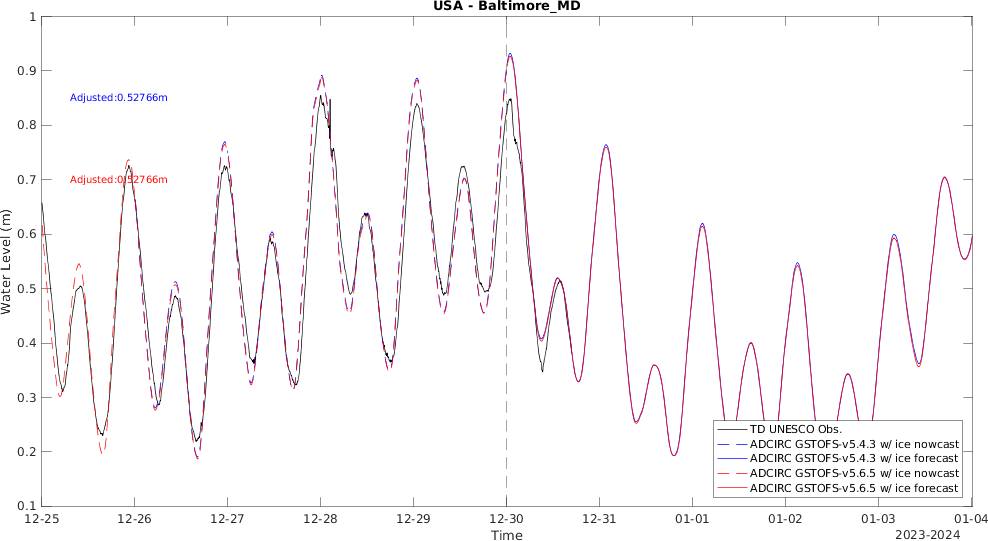 USA - Baltimore_MD
1
0.9
0.8
0.7
0.6
0.5
0.4
0.3
0.2
0.1
Water Level (m)
Adjusted:0.52766m
Adjusted:0.52766m
TD UNESCO Obs.
ADCIRC GSTOFS-v5.4.3 w/ ice nowcast
ADCIRC GSTOFS-v5.4.3 w/ ice forecast
ADCIRC GSTOFS-v5.6.5 w/ ice nowcast
ADCIRC GSTOFS-v5.6.5 w/ ice forecast
12-25 12-26 12-27 12-28 12-29 12-30 12-31 01-01 01-02 01-03 01-04
Time
2023-2024